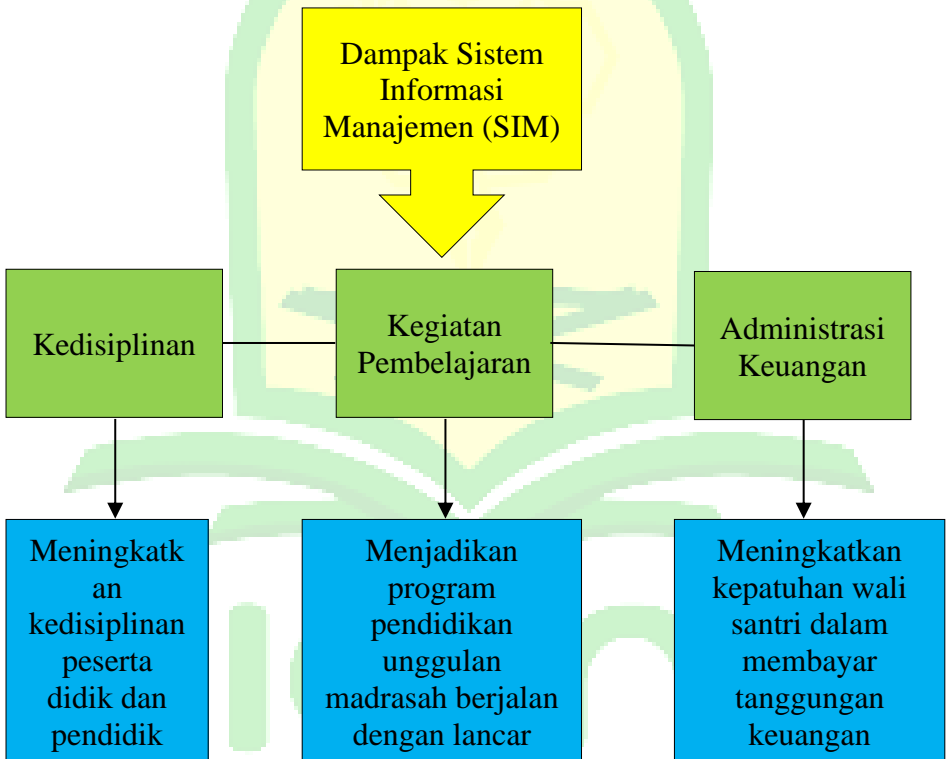 Dampak Sistem
Informasi
Manajemen (SIM)
Kedisiplinan
Kegiatan
Pembelajaran
Administrasi
Keuangan
Meningkatk
an
kedisiplinan
peserta
didik dan
pendidik
Menjadikan
program
pendidikan
unggulan
madrasah berjalan
dengan lancar
Meningkatkan
kepatuhan wali
santri dalam
membayar
tanggungan
keuangan